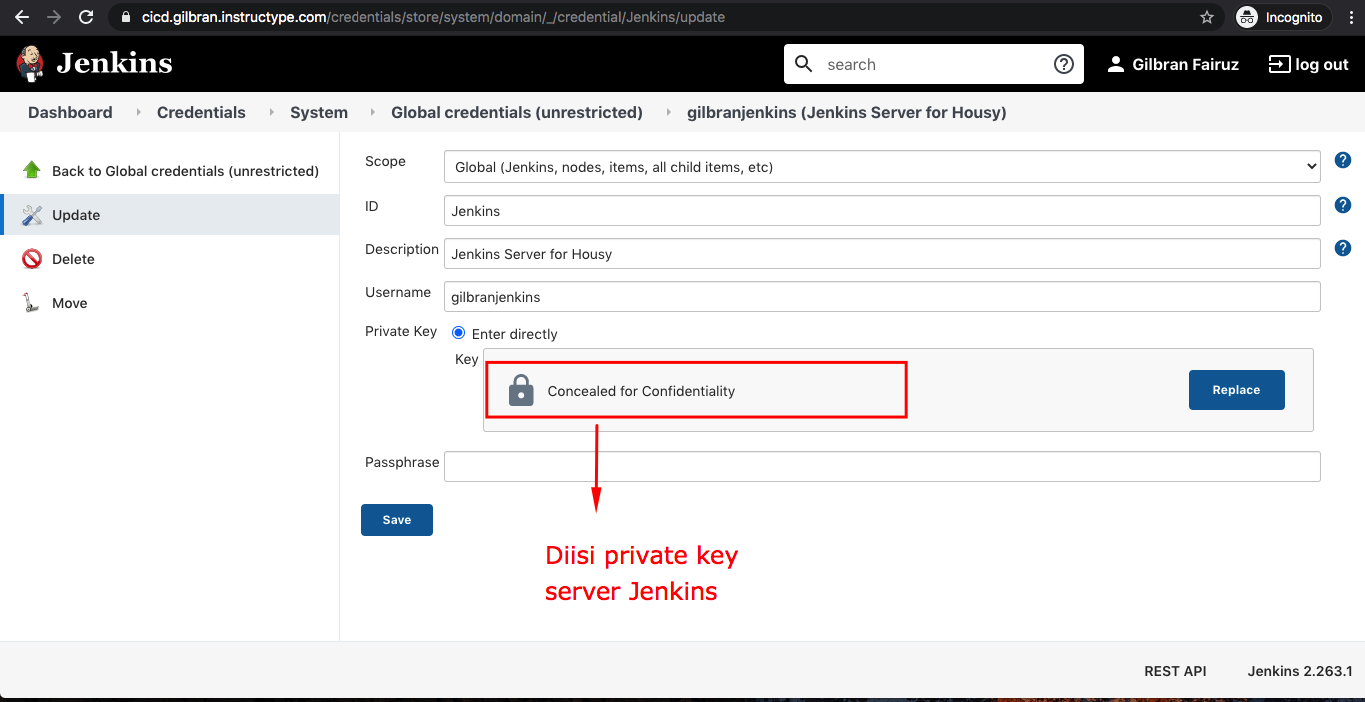 cicd.gilbran.instructype.com/credentials/store/system/domain/_/credential/Jenkins/update
Incognito
Jenkins
search
Gilbran Fairuz
log out
Dashboard
Credentials
System
Global credentials (unrestricted)
gilbranjenkins (Jenkins Server for Housy)
Back to Global credentials (unrestricted)
Update
Delete
Move
Scope
Global (Jenkins, nodes, items, all child items, etc)
ID
Jenkins
Description
Jenkins Server for Housy
Username
gilbranjenkins
Private Key
Enter directly
Key
Concealed for Confidentiality
Replace
Passphrase
Save
Diisi private key
server Jenkins
REST API
Jenkins 2.263.1